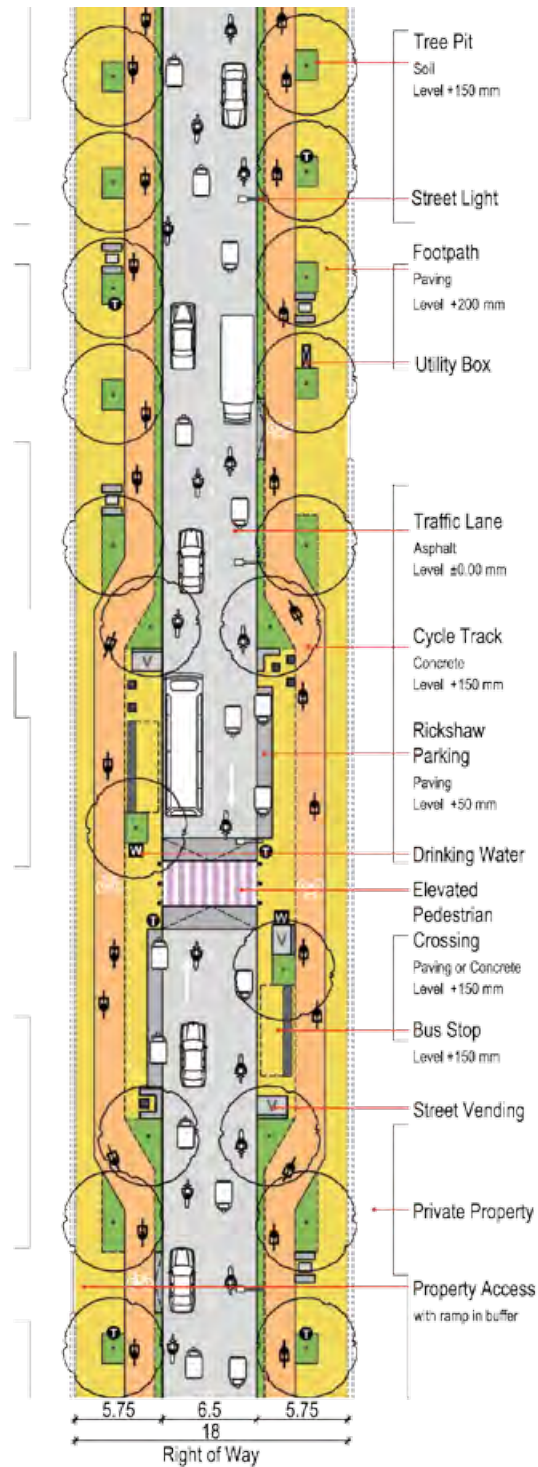 Tree Pit
Soil
Level +150 mm
T
Street Light
Footpath
Paving
Level +200 mm
T
Utility Box
Traffic Lane
Asphalt
Level ±0.00 mm
Cycle Track
Concrete
Level +150 mm
V
Rickshaw
Parking
Paving
Level +50 mm
W
T
Drinking Water
Elevated
Pedestrian
Crossing
Paving or Concrete
Level +150 mm
T
W
V
Bus Stop
Level +150 mm
V
Street Vending
Private Property
Property Access
with ramp in buffer
T
T
5.75 6.5 5.75
18
Right of Way